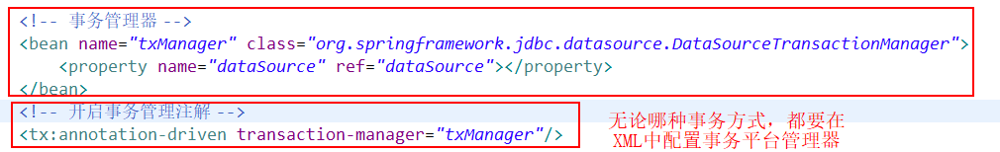 <!-- 事务管理器 -->
<bean name="txManager" class="org.springframework.jdbc.datasource.DataSourceTransactionManager">
<property name="dataSource" ref="dataSource"></property>
</bean>
<!-- 开启事务管理注解 -->
<tx:annotation-driven transaction-manager="txManager"/>
无论哪种事务方式，都要在
XML中配置事务平台管理器